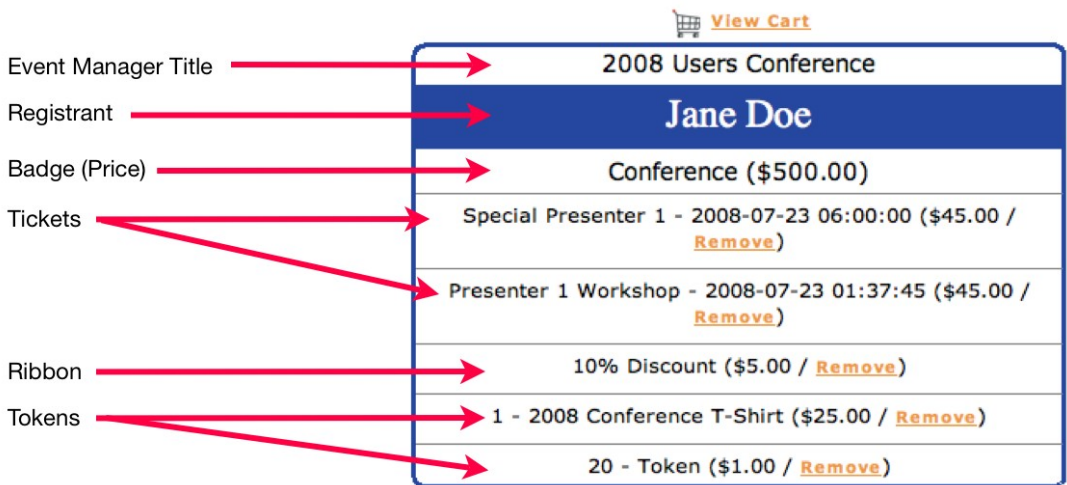 View Cart
Event Manager Title
2008 Users Conference
Registrant
Jane Doe
Badge (Price)
Conference ($500.00)
Tickets
Special Presenter 1 - 2008-07-23 06:00:00 ($45.00 /
Remove)
Presenter 1 Workshop - 2008-07-23 01:37:45 ($45.00 /
Remove)
Ribbon
10% Discount ($5.00 / Remove)
Tokens
1 - 2008 Conference T-Shirt ($25.00 / Remove)
20 - Token ($1.00 / Remove)